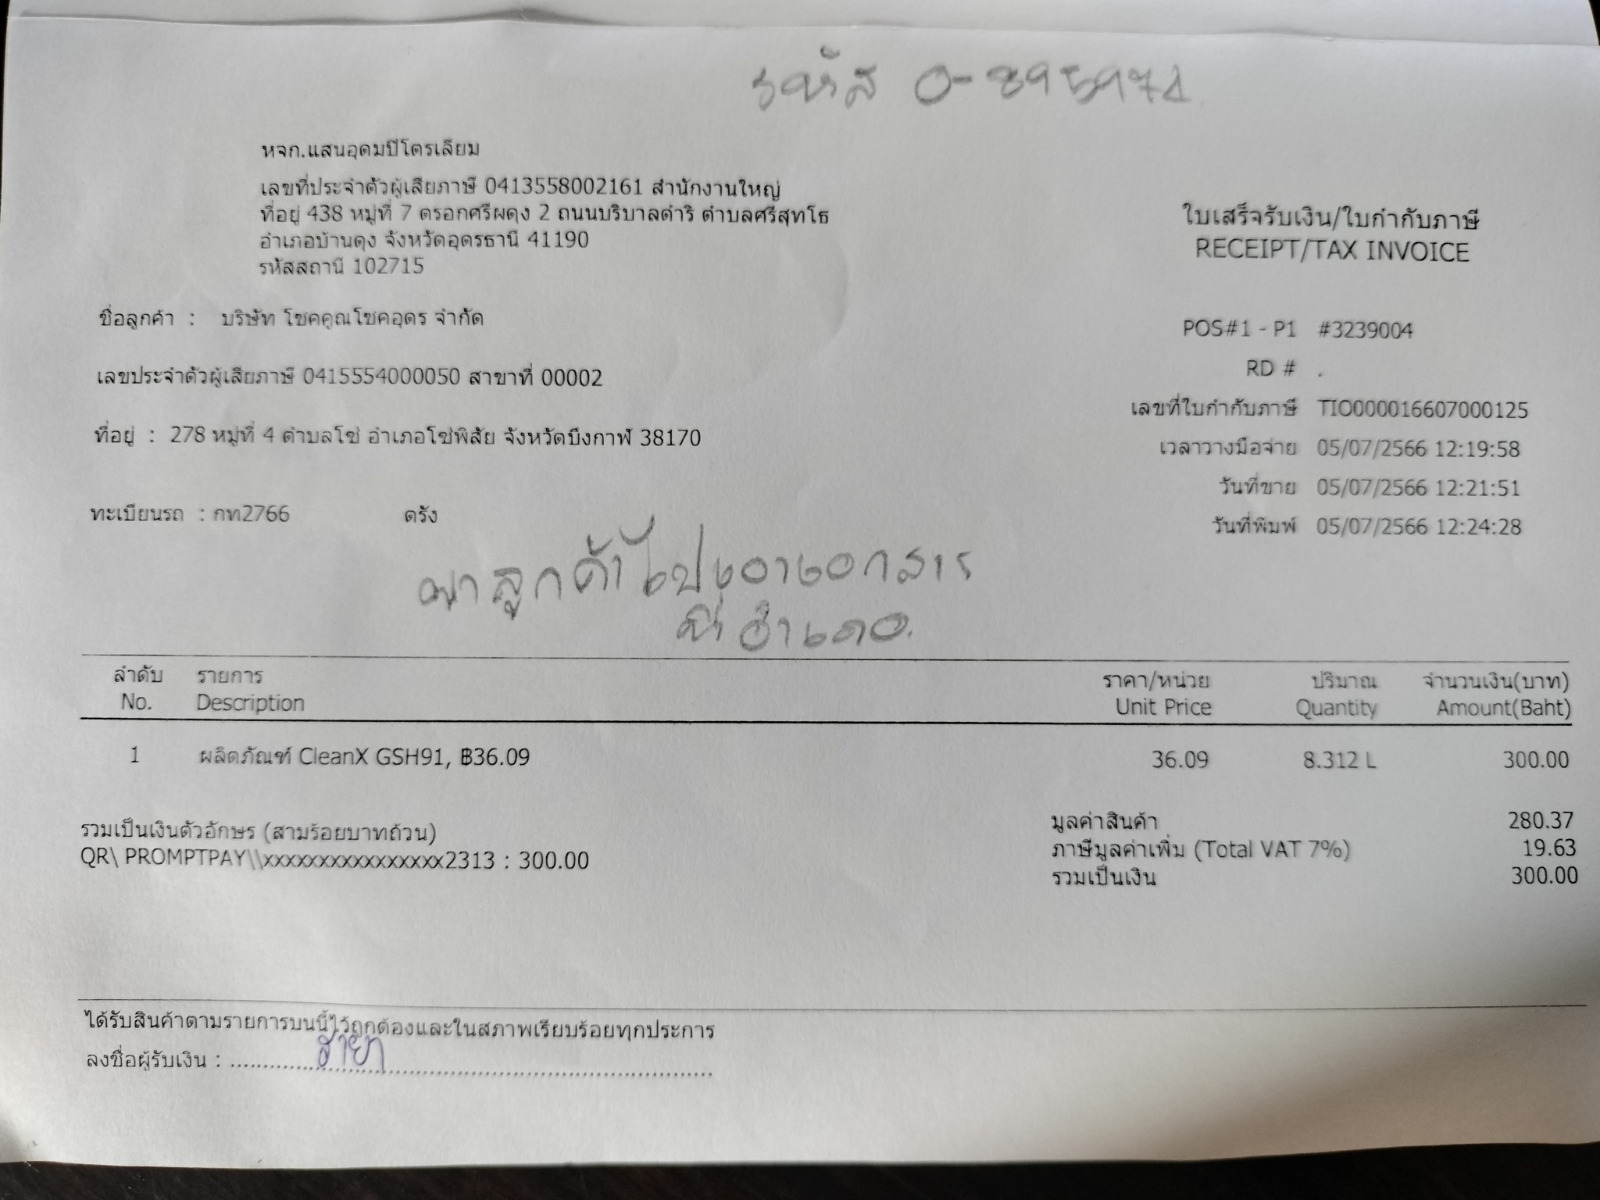 รหัส 0-895974
หจก.แสนอุดมปิโตรเลียม
เลขที่ประจำตัวผู้เสียภาษี 0413558002161 สำนักงานใหญ่
ที่อยู่ 438 หมู่ที่ 7 ตรอกศรีผดุง 2 ถนนบริบาลดำริ ตำบลศรีสุทโธ
อำเภอบ้านดุง จังหวัดอุดรธานี 41190
รหัสสถานี 102715
ใบเสร็จรับเงิน/ใบกำกับภาษี
RECEIPT/TAX INVOICE
ชื่อลูกค้า : บริษัท โชคคูณโชคอุดร จำกัด
เลขประจำตัวผู้เสียภาษี 0415554000050 สาขาที่ 00002
ที่อยู่ : 278 หมู่ที่ 4 ตำบลโซ่ อำเภอโซ่พิสัย จังหวัดบึงกาฬ 38170
ทะเบียนรถ : กท2766 ตรัง
POS#1 - P1 #3239004
RD # .
เลขที่ใบกำกับภาษี TIO000016607000125
เวลาวางมือจ่าย 05/07/2566 12:19:58
วันที่ขาย 05/07/2566 12:21:51
วันที่พิมพ์ 05/07/2566 12:24:28
พาลูกค้าไปเอาเอกสาร
ที่อำเภอ.
ลำดับ รายการ ราคา/หน่วย ปริมาณ จำนวนเงิน(บาท)
No. Description Unit Price Quantity Amount(Baht)
1 ผลิตภัณฑ์ CleanX GSH91, ฿36.09 36.09 8.312 L 300.00
รวมเป็นเงินตัวอักษร (สามร้อยบาทถ้วน)
QR\ PROMPTPAY\\xxxxxxxxxxxxxxxx2313 : 300.00
มูลค่าสินค้า 280.37
ภาษีมูลค่าเพิ่ม (Total VAT 7%) 19.63
รวมเป็นเงิน 300.00
ได้รับสินค้าตามรายการบนนี้ไว้ถูกต้องและในสภาพเรียบร้อยทุกประการ
ลงชื่อผู้รับเงิน :